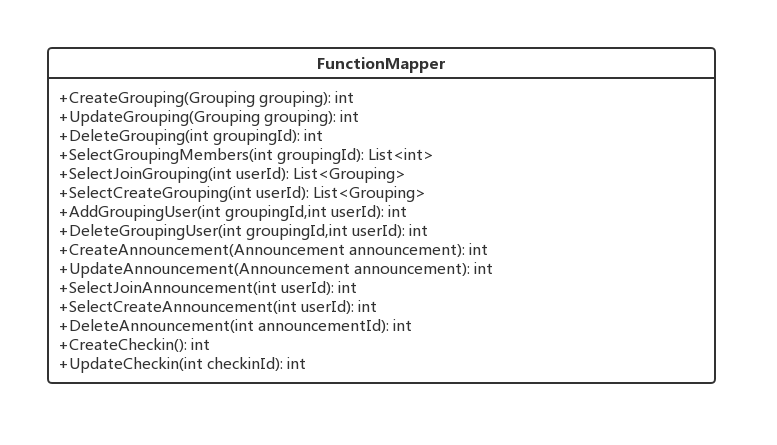 FunctionMapper
+CreateGrouping(Grouping grouping): int
+UpdateGrouping(Grouping grouping): int
+DeleteGrouping(int groupingId): int
+SelectGroupingMembers(int groupingId): List<int>
+SelectJoinGrouping(int userId): List<Grouping>
+SelectCreateGrouping(int userId): List<Grouping>
+AddGroupingUser(int groupingId,int userId): int
+DeleteGroupingUser(int groupingId,int userId): int
+CreateAnnouncement(Announcement announcement): int
+UpdateAnnouncement(Announcement announcement): int
+SelectJoinAnnouncement(int userId): int
+SelectCreateAnnouncement(int userId): int
+DeleteAnnouncement(int announcementId): int
+CreateCheckin(): int
+UpdateCheckin(int checkinId): int